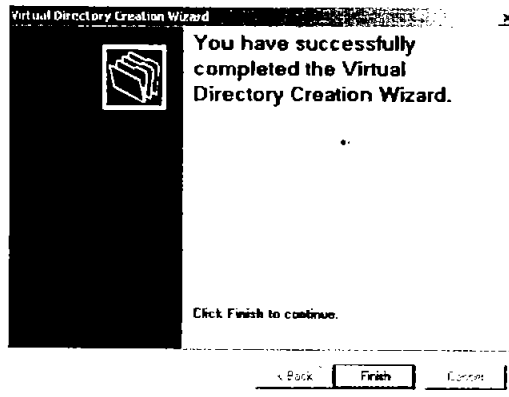 Virtual Directory Creation Wizard
You have successfully
completed the Virtual
Directory Creation Wizard.
Click Finish to continue.
< Back Finish Cancel